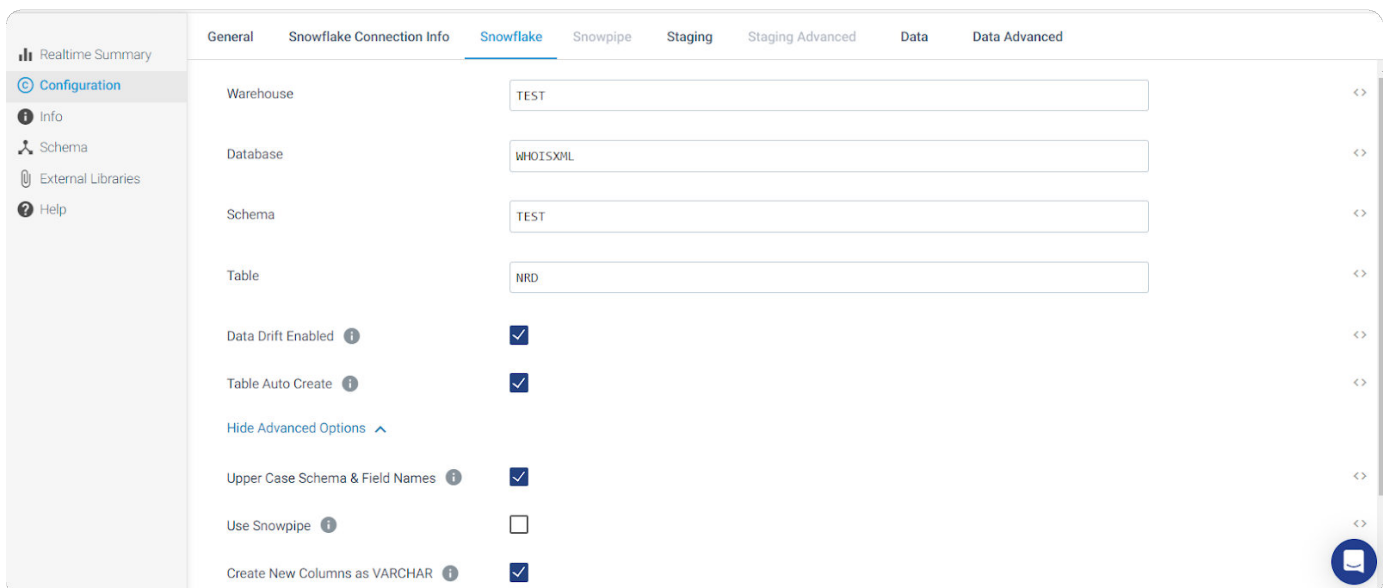 General Snowflake Connection Info Snowflake Snowpipe Staging Staging Advanced Data Data Advanced
Realtime Summary
Configuration
Info
Schema
External Libraries
Help
Warehouse TEST
Database WHOISXML
Schema TEST
Table NRD
Data Drift Enabled
Table Auto Create
Hide Advanced Options
Upper Case Schema & Field Names
Use Snowpipe
Create New Columns as VARCHAR